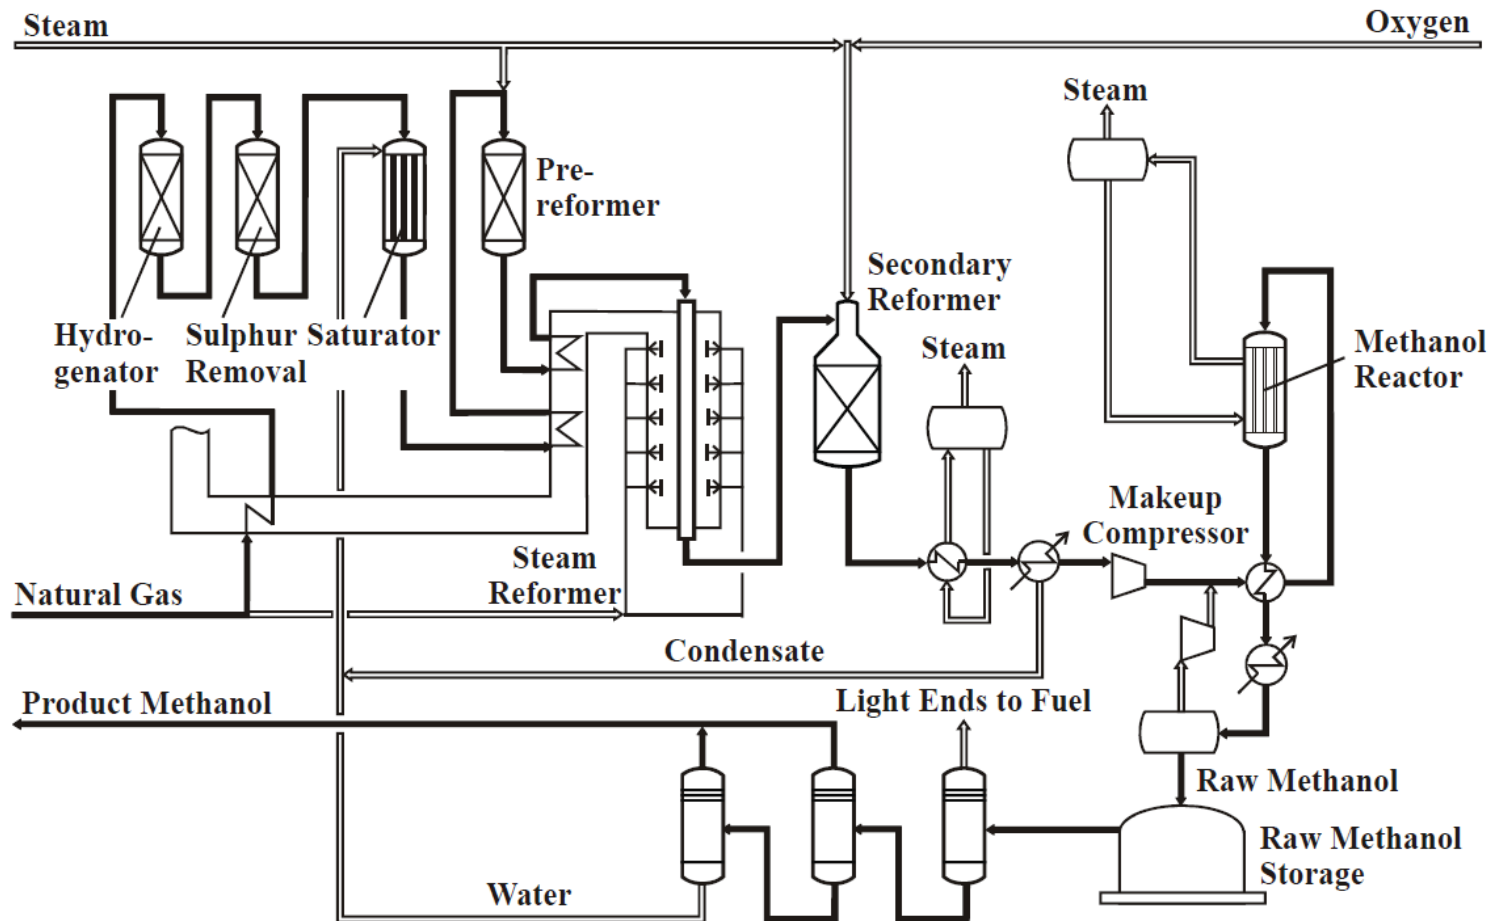 Steam
Oxygen
Steam
Pre-
reformer
Secondary
Reformer
Hydro-
genator
Sulphur
Removal
Saturator
Steam
Methanol
Reactor
Makeup
Compressor
Steam
Reformer
Natural Gas
Condensate
Product Methanol
Light Ends to Fuel
Raw Methanol
Raw Methanol
Storage
Water